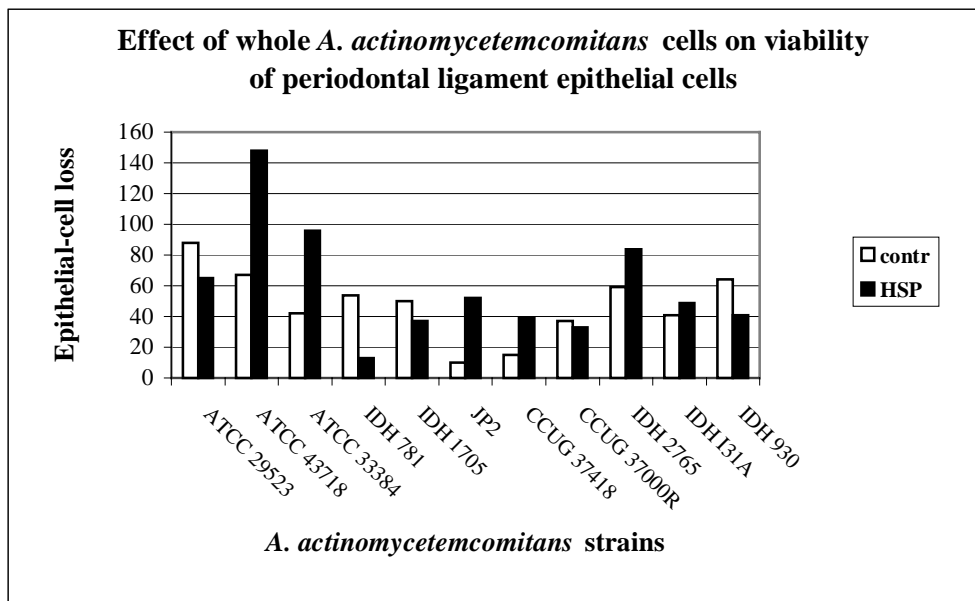 Effect of whole A. actinomycetemcomitans cells on viability
of periodontal ligament epithelial cells
Epithelial-cell loss
160
140
120
100
80
60
40
20
0
ATCC 29523
ATCC 43718
ATCC 33384
IDH 781
IDH 1705
JP2
CCUG 37418
CCUG 37000R
IDH 2765
IDH I31A
IDH 930
A. actinomycetemcomitans strains
contr
HSP